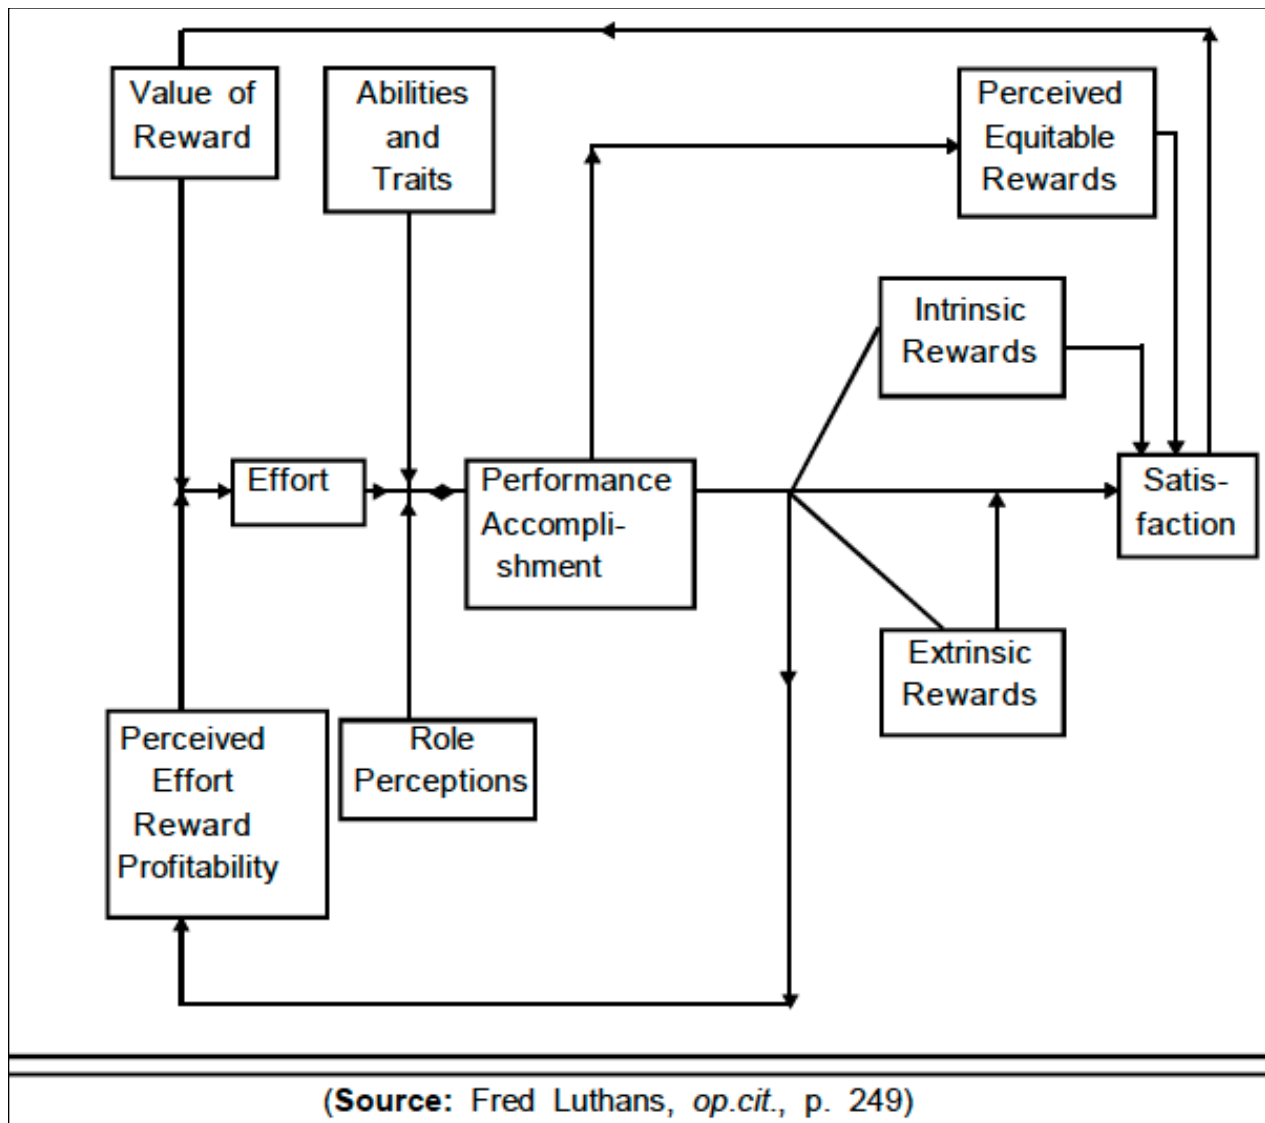 Value of
Reward
Abilities
and
Traits
Perceived
Equitable
Rewards
Intrinsic
Rewards
Effort
Performance
Accompli-
shment
Satis-
faction
Extrinsic
Rewards
Perceived
Effort
Reward
Profitability
Role
Perceptions
(Source: Fred Luthans, op.cit., p. 249)